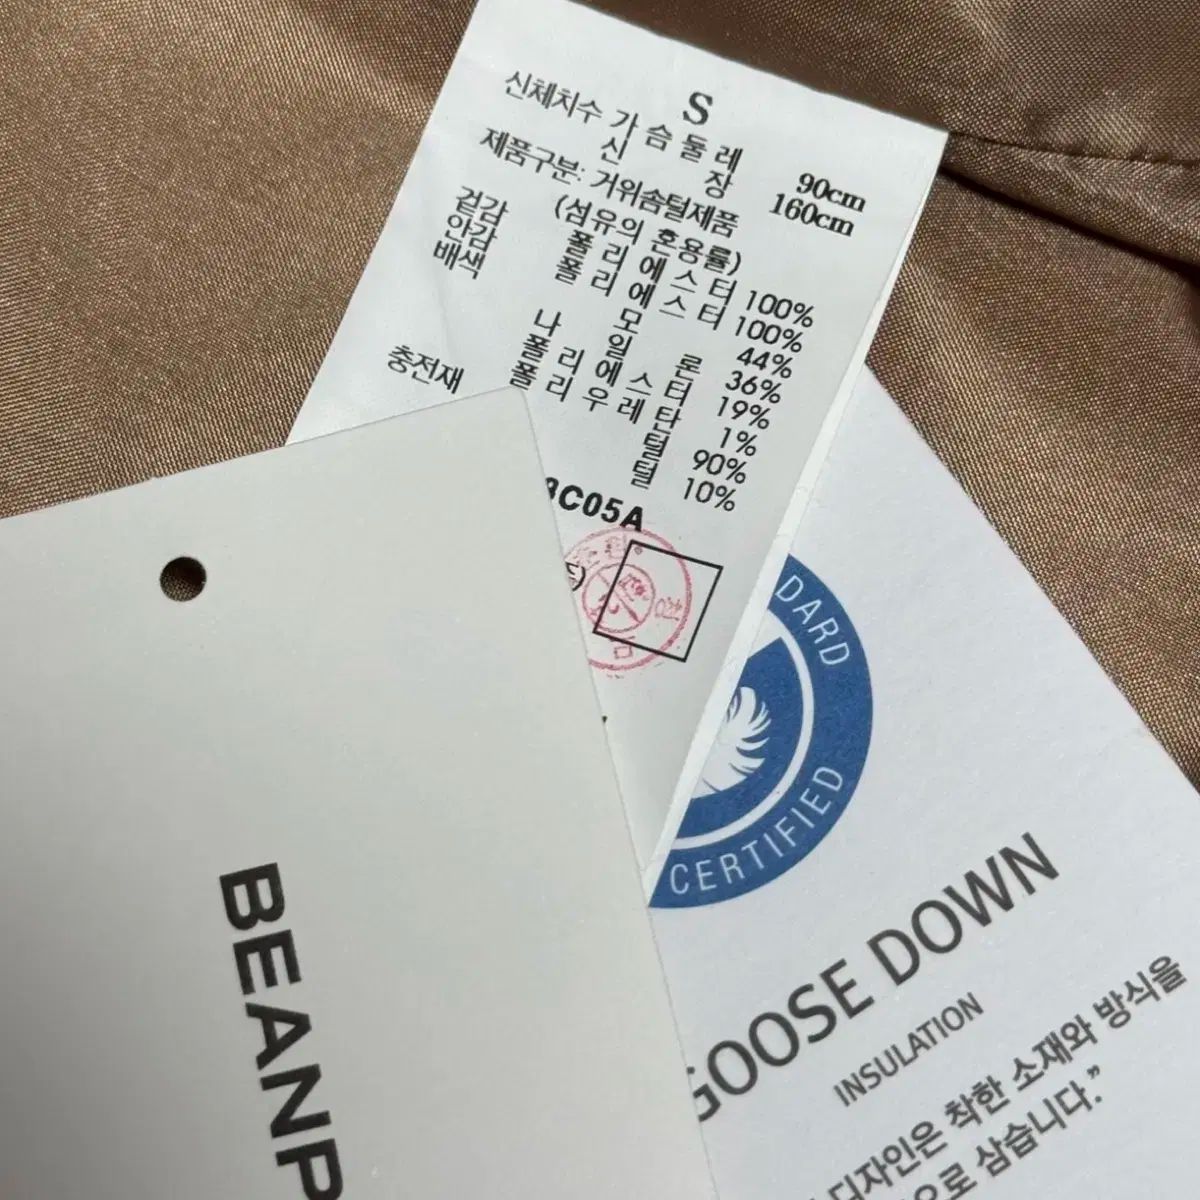 S
신체치수 가슴둘레 90cm
신장 160cm
제품구분: 거위솜털제품
(섬유의 혼용률)
겉감 폴리에스터 100%
안감 폴리에스터 100%
배색 모 44%
나일론 36%
폴리에스터 19%
폴리우레탄 1%
충전재 털 90%
털 10%
3C05A
DARD
CERTIFIED
GOOSE DOWN
INSULATION
디자인은 착한 소재와 방식을
으로 삼습니다.”
BEANP